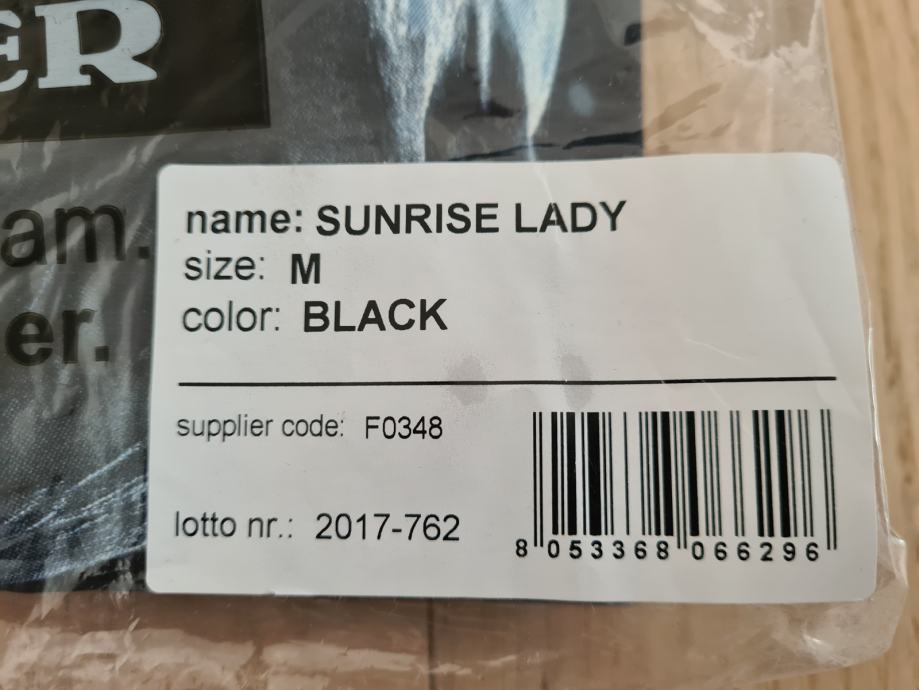 ER
am.
er.
name: SUNRISE LADY
size: M
color: BLACK
supplier code: F0348
lotto nr.: 2017-762
8 053368 066296